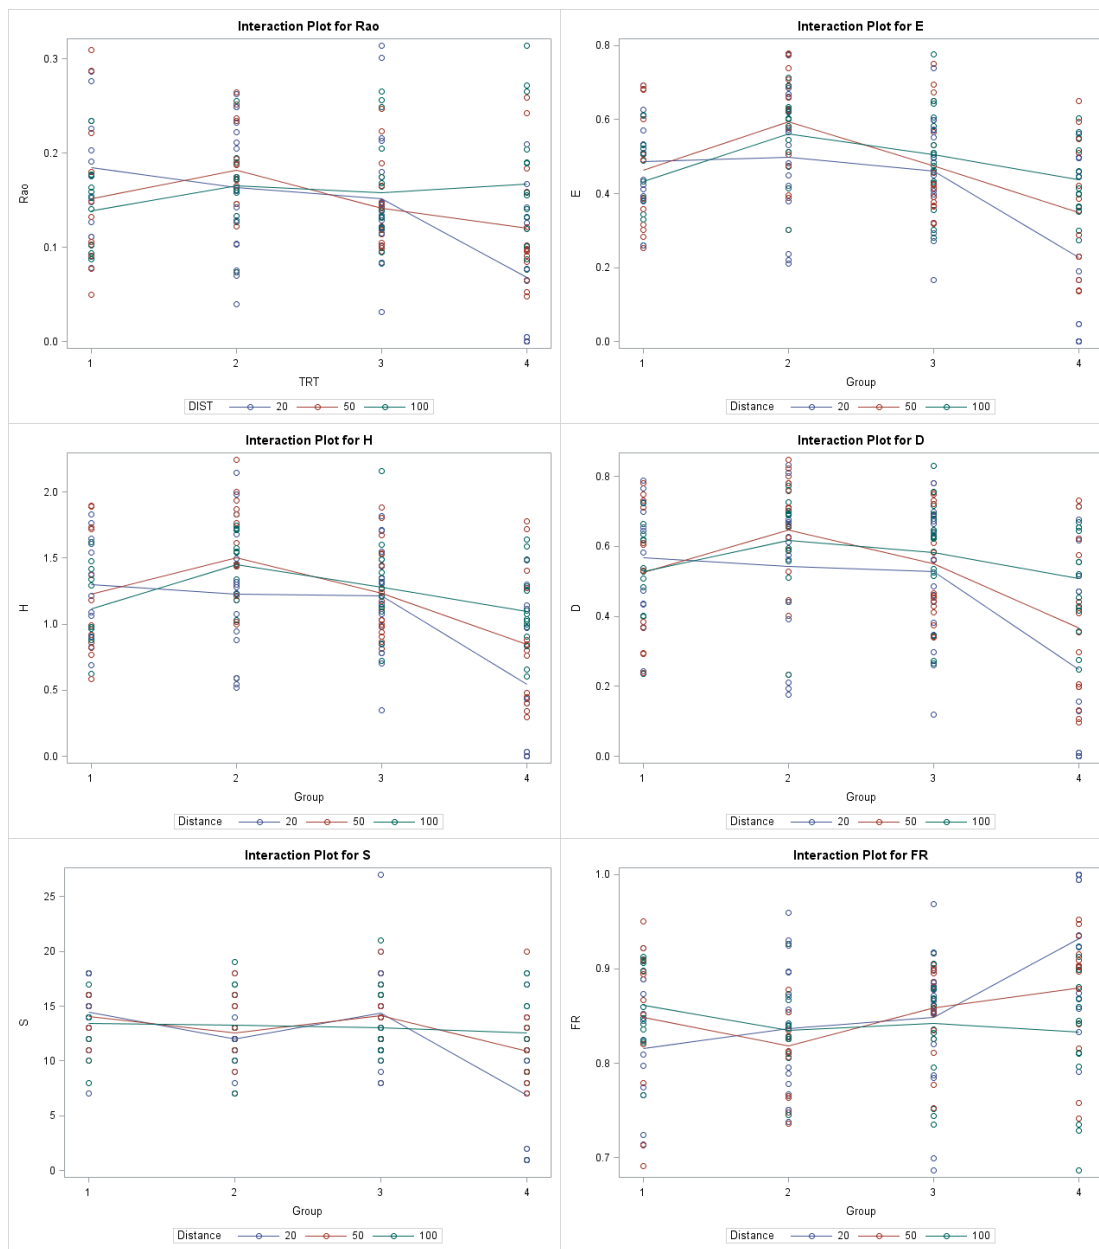 Interaction Plot for Rao
Rao
0.3
0.2
0.1
0.0
1 2 3 4
TRT
DIST 20 50 100
Interaction Plot for E
E
0.8
0.6
0.4
0.2
0.0
1 2 3 4
Group
Distance 20 50 100
Interaction Plot for H
H
2.0
1.5
1.0
0.5
0.0
1 2 3 4
Group
Distance 20 50 100
Interaction Plot for D
D
0.8
0.6
0.4
0.2
0.0
1 2 3 4
Group
Distance 20 50 100
Interaction Plot for S
S
25
20
15
10
5
0
1 2 3 4
Group
Distance 20 50 100
Interaction Plot for FR
FR
1.0
0.9
0.8
0.7
1 2 3 4
Group
Distance 20 50 100